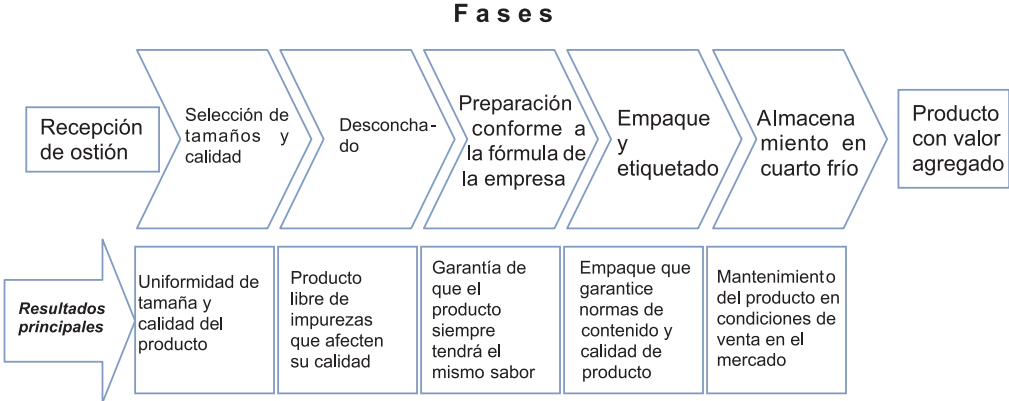 Fases
Recepción
de ostión
Selección de
tamaños y
calidad
Desconcha-
do
Preparación
conforme a
la fórmula de
la empresa
Empaque
y
etiquetado
Almacena
miento en
cuarto frío
Producto
con valor
agregado
Resultados
principales
Uniformidad de
tamaña y
calidad del
producto
Producto
libre de
impurezas
que afecten
su calidad
Garantía de
que el
producto
siempre
tendrá el
mismo sabor
Empaque que
garantice
normas de
contenido y
calidad de
producto
Mantenimiento
del producto en
condiciones de
venta en el
mercado